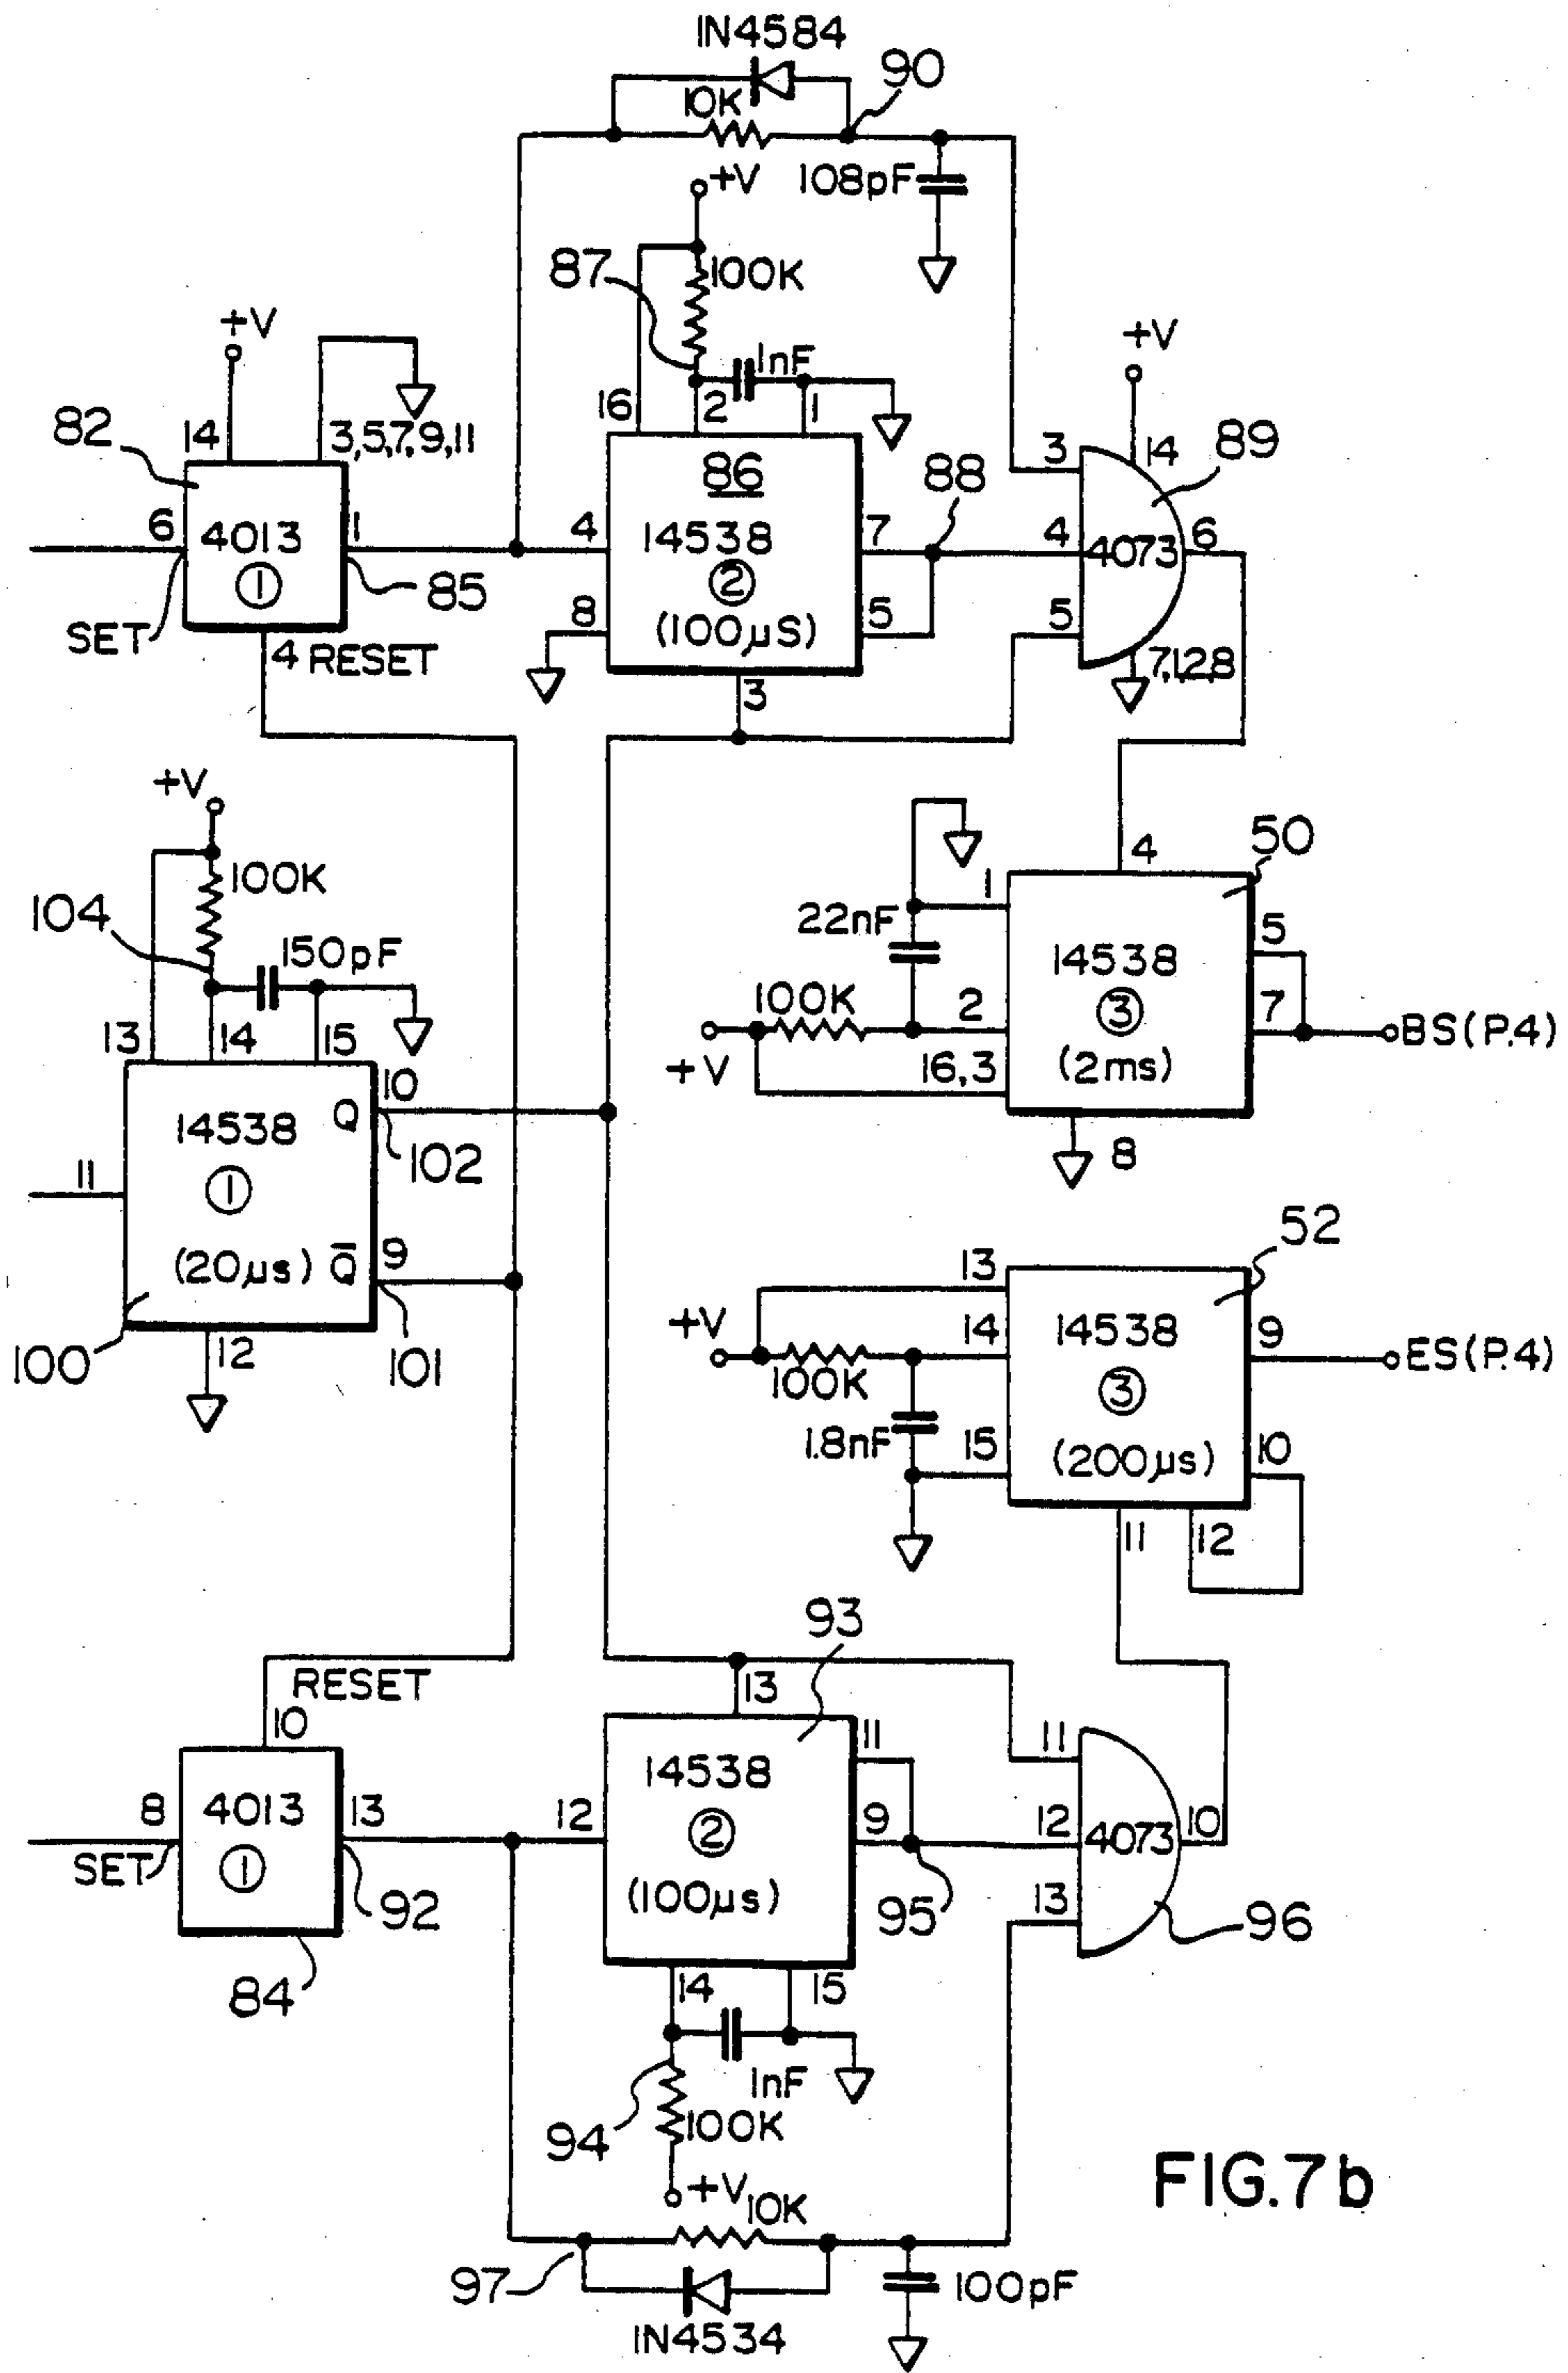 IN4584
90
10K
+V
108pF
87
100K
+V
1nF
+V
82
14
3,5,7,9,11
16
2
1
86
88
3
14
89
6
4013
1
1
4
14538
2
(100µS)
7
4
4073
6
85
8
5
5
SET
4 RESET
3
7,1,2,8
+V
100K
104
150pF
4
50
1
22nF
14538
3
(2ms)
5
13
14
15
100K
2
7
BS(P.4)
+V
16,3
10
Q
14538
1
102
8
11
(20µs)
Q̅
9
52
13
+V
14
14538
3
9
ES(P.4)
100
12
101
100K
1.8nF
15
(200µs)
10
11
12
93
RESET
13
10
11
11
14538
2
(100µs)
8
4013
1
13
12
9
12
4073
10
SET
92
95
13
96
84
14
15
1nF
94
100K
+V
10K
FIG.7b
97
100pF
IN4534